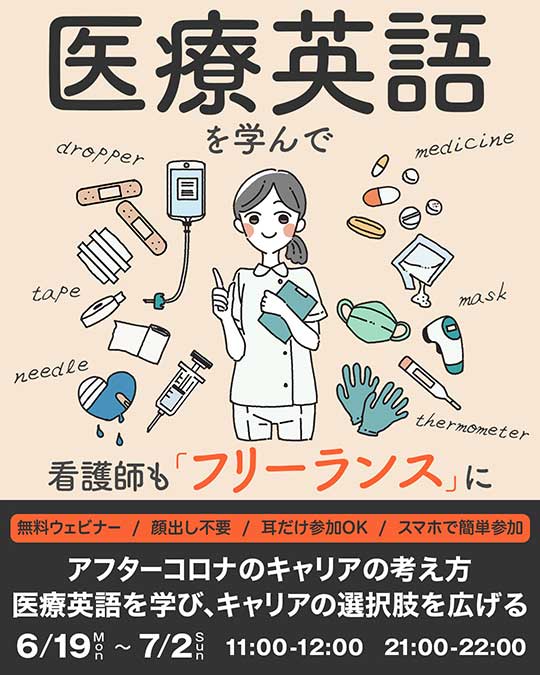 医療英語
を学んで
dropper
medicine
tape
mask
needle
thermometer
看護師も「フリーランス」に
無料ウェビナー / 顔出し不要 / 耳だけ参加OK / スマホで簡単参加
アフターコロナのキャリアの考え方
医療英語を学び、キャリアの選択肢を広げる
6/19 Mon ~ 7/2 Sun 11:00-12:00 21:00-22:00